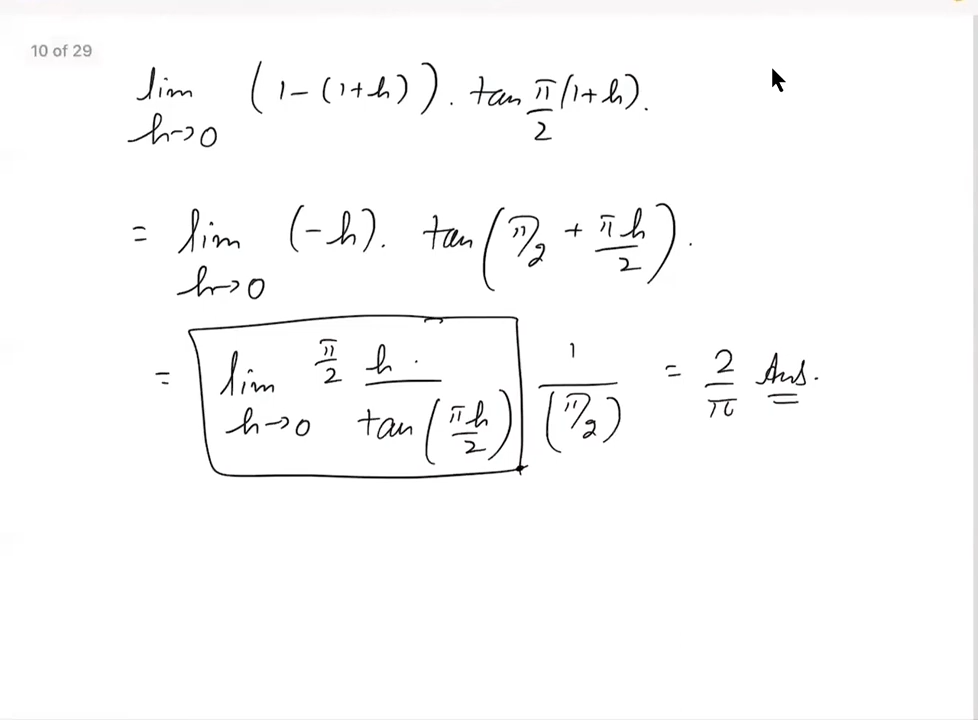 10 of 29
lim (1-(1+h)). tan π/2 (1+h).
h→0
= lim (-h). tan(π/2 + πh/2).
h→0
= lim π/2 h . / tan(πh/2) 1/(π/2) = 2/π Ans.
h→0